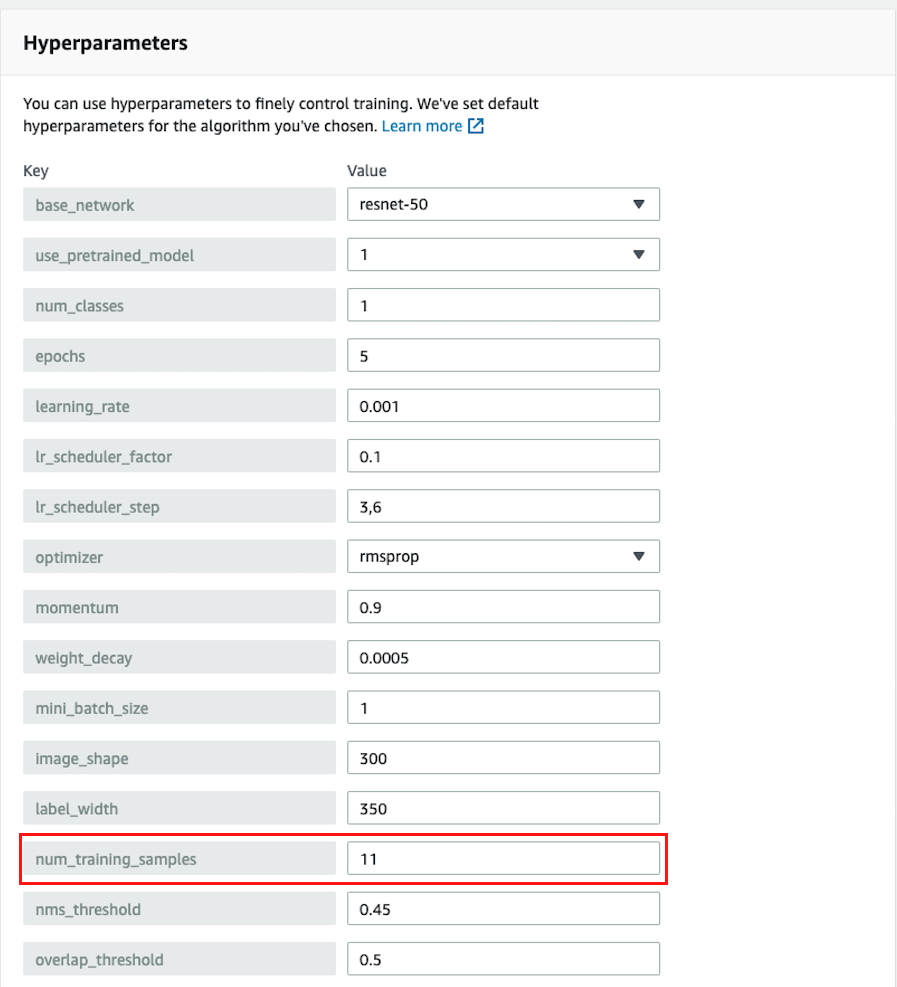 Hyperparameters
You can use hyperparameters to finely control training. We've set default
hyperparameters for the algorithm you've chosen. Learn more
Key Value
base_network resnet-50
use_pretrained_model 1
num_classes 1
epochs 5
learning_rate 0.001
lr_scheduler_factor 0.1
lr_scheduler_step 3,6
optimizer rmsprop
momentum 0.9
weight_decay 0.0005
mini_batch_size 1
image_shape 300
label_width 350
num_training_samples 11
nms_threshold 0.45
overlap_threshold 0.5